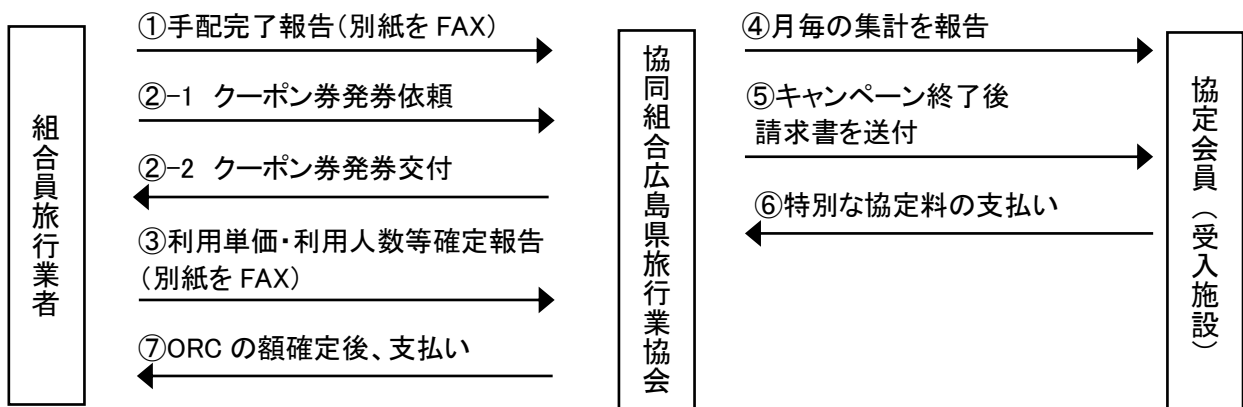 組合員旅行業者
①手配完了報告（別紙を FAX）
②-1 クーポン券発券依頼
②-2 クーポン券発券交付
③利用単価・利用人数等確定報告
（別紙を FAX）
⑦ORC の額確定後、支払い
協同組合広島県旅行業協会
④月毎の集計を報告
⑤キャンペーン終了後
請求書を送付
⑥特別な協定料の支払い
協定会員（受入施設）